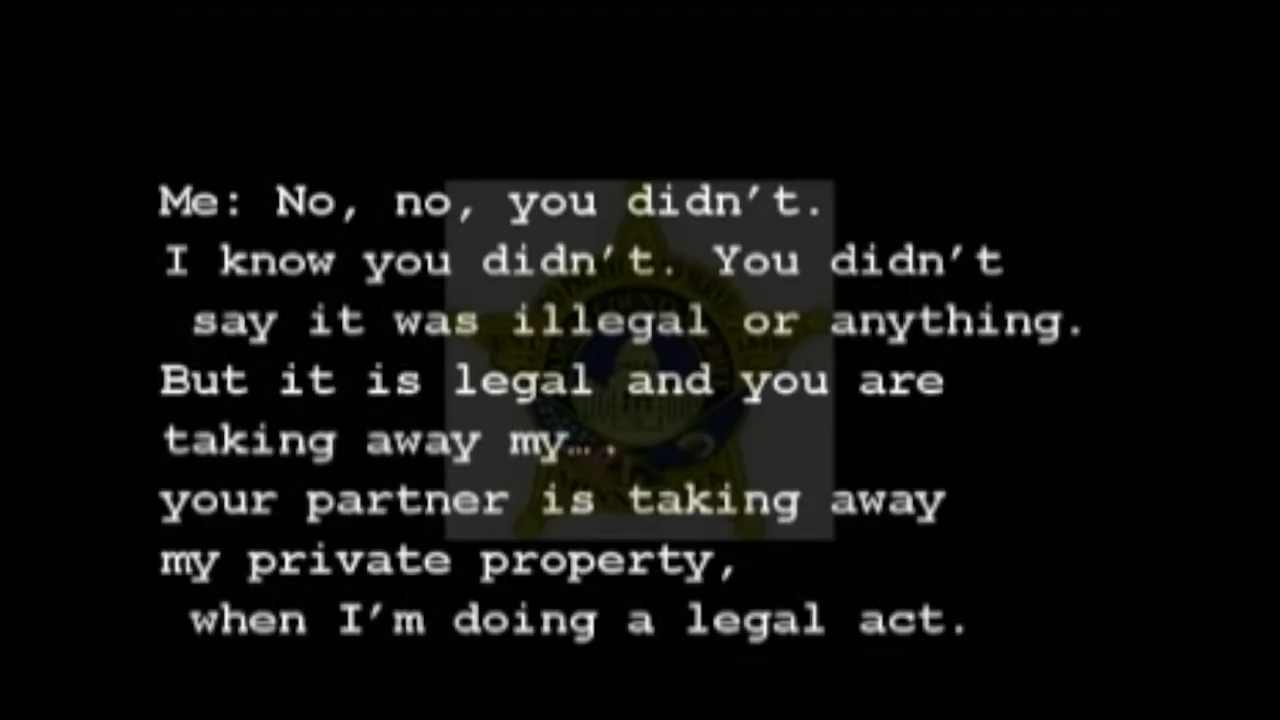 Me: No, no, you didn’t.
I know you didn’t. You didn’t
say it was illegal or anything.
But it is legal and you are
taking away my….
your partner is taking away
my private property,
when I’m doing a legal act.